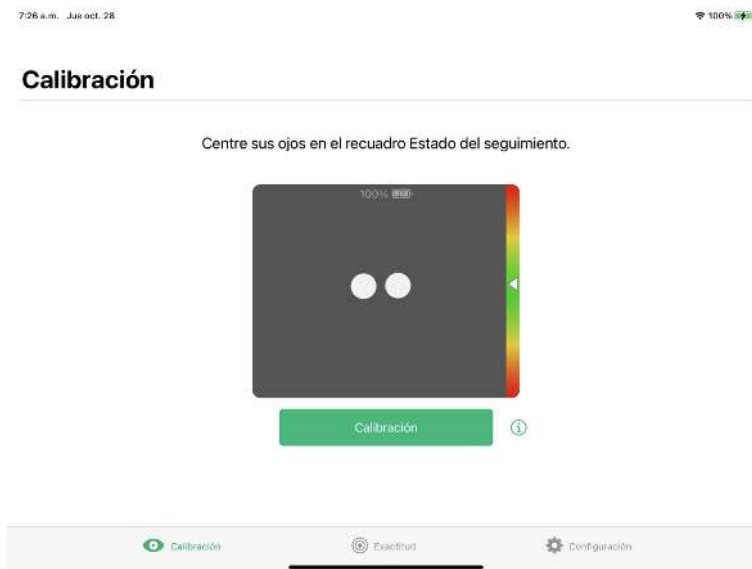 7:26 a.m. Jue oct. 28
100%
Calibración
Centre sus ojos en el recuadro Estado del seguimiento.
100%
Calibración
Calibración
Exactitud
Configuración